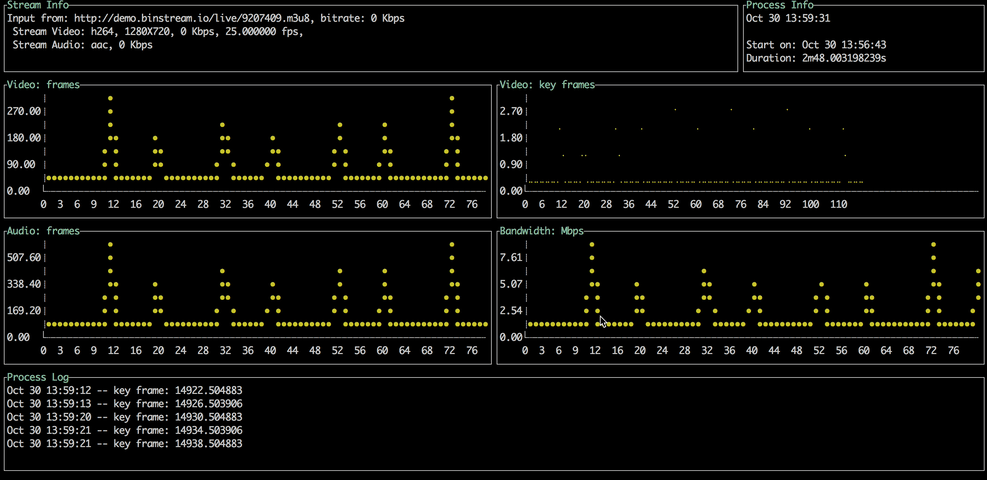 Stream Info
Input from: http://demo.binstream.io/live/9207409.m3u8, bitrate: 0 Kbps
Stream Video: h264, 1280X720, 0 Kbps, 25.000000 fps,
Stream Audio: aac, 0 Kbps
Process Info
Oct 30 13:59:31
Start on: Oct 30 13:56:43
Duration: 2m48.003198239s
Video: frames
270.00
180.00
90.00
0.00
0 3 6 9 12 16 20 24 28 32 36 40 44 48 52 56 60 64 68 72 76
Video: key frames
2.70
1.80
0.90
0.00
0 6 12 20 28 36 44 52 60 68 76 84 92 100 110
Audio: frames
507.60
338.40
169.20
0.00
0 3 6 9 12 16 20 24 28 32 36 40 44 48 52 56 60 64 68 72 76
Bandwidth: Mbps
7.61
5.07
2.54
0.00
0 3 6 9 12 16 20 24 28 32 36 40 44 48 52 56 60 64 68 72 76
Process Log
Oct 30 13:59:12 -- key frame: 14922.504883
Oct 30 13:59:13 -- key frame: 14926.503906
Oct 30 13:59:20 -- key frame: 14930.504883
Oct 30 13:59:21 -- key frame: 14934.503906
Oct 30 13:59:21 -- key frame: 14938.504883